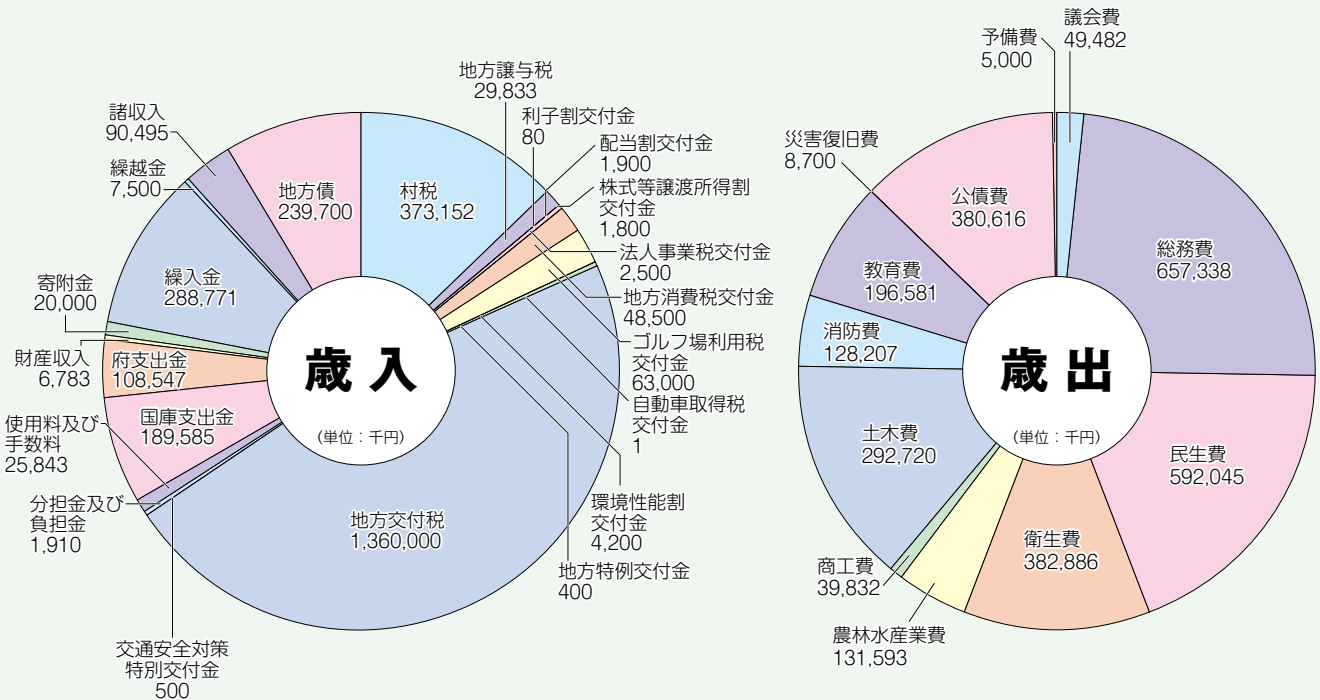 歳入
(単位:千円)
村税
373,152
地方譲与税
29,833
利子割交付金
80
配当割交付金
1,900
株式等譲渡所得割
交付金
1,800
法人事業税交付金
2,500
地方消費税交付金
48,500
ゴルフ場利用税
交付金
63,000
自動車取得税
交付金
1
環境性能割
交付金
4,200
地方特例交付金
400
地方交付税
1,360,000
交通安全対策
特別交付金
500
分担金及び
負担金
1,910
使用料及び
手数料
25,843
国庫支出金
189,585
府支出金
108,547
財産収入
6,783
寄附金
20,000
繰入金
288,771
繰越金
7,500
諸収入
90,495
地方債
239,700
歳出
(単位:千円)
議会費
49,482
総務費
657,338
民生費
592,045
衛生費
382,886
農林水産業費
131,593
商工費
39,832
土木費
292,720
消防費
128,207
教育費
196,581
災害復旧費
8,700
公債費
380,616
予備費
5,000